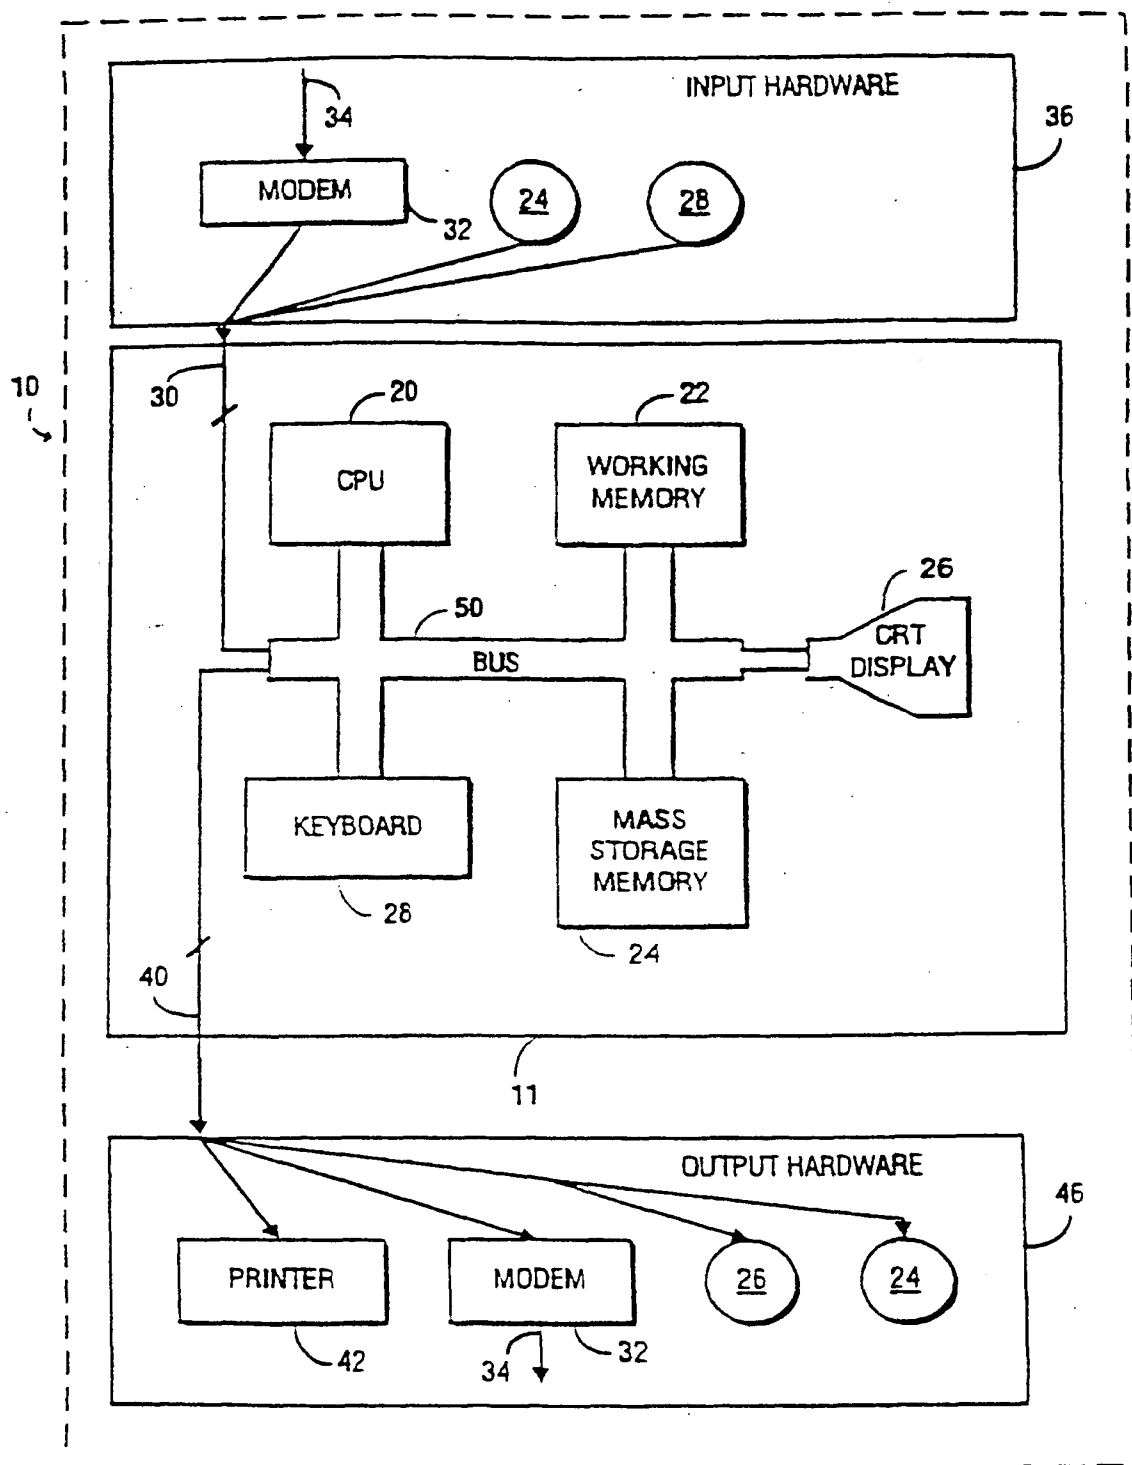 INPUT HARDWARE
34
36
MODEM
32
24
28
10
30
20
22
CPU
WORKING
MEMORY
26
50
CRT
DISPLAY
BUS
KEYBOARD
MASS
STORAGE
MEMORY
28
24
40
11
OUTPUT HARDWARE
46
PRINTER
MODEM
26
24
42
34
32